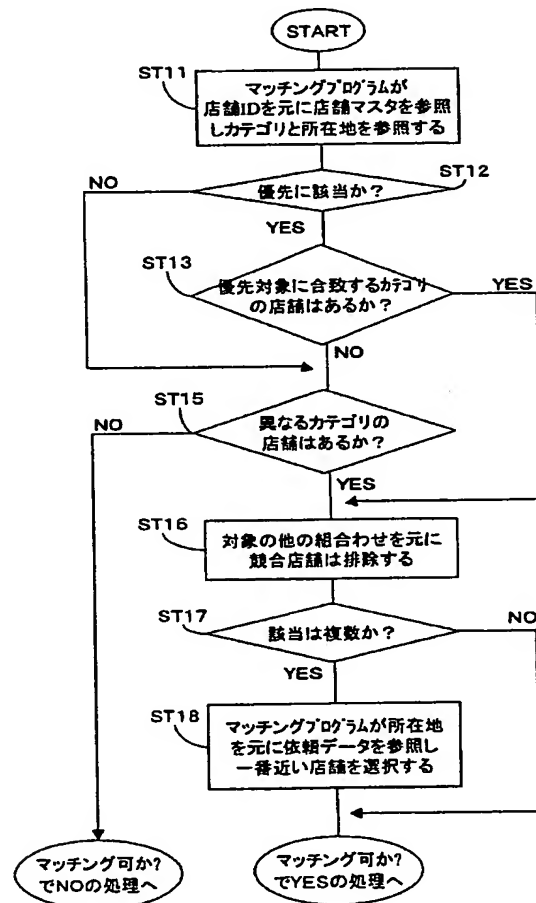 START
ST11
マッチングプログラムが
店舗IDを元に店舗マスタを参照
しカテゴリと所在地を参照する
NO
優先に該当か？
ST12
YES
ST13
優先対象に合致するカテゴリ
の店舗はあるか？
YES
NO
ST15
NO
異なるカテゴリの
店舗はあるか？
YES
ST16
対象の他の組合わせを元に
競合店舗は排除する
ST17
該当は複数か？
NO
YES
ST18
マッチングプログラムが所在地
を元に依頼データを参照し
一番近い店舗を選択する
マッチング可か?
でNOの処理へ
マッチング可か?
でYESの処理へ